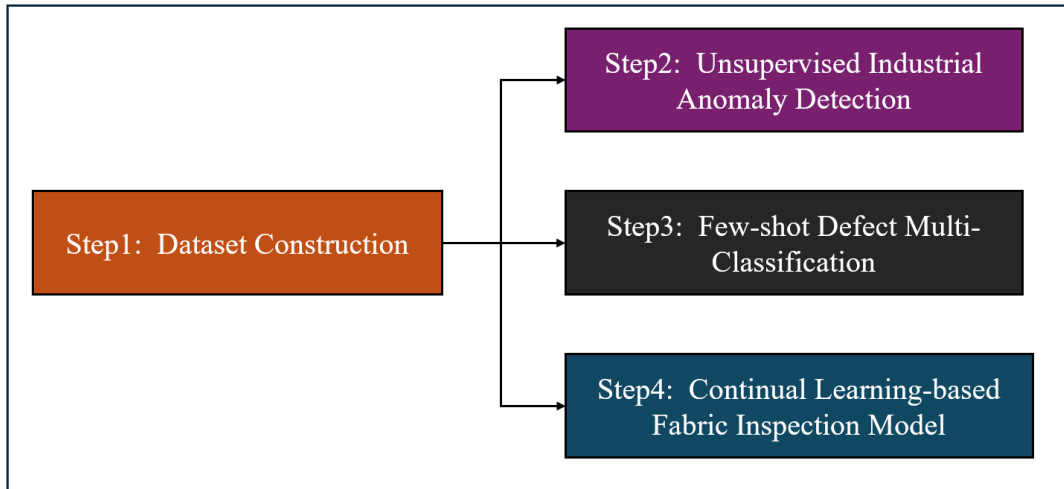 Step2:  Unsupervised Industrial
Anomaly Detection
Step1:  Dataset Construction
Step3:  Few-shot Defect Multi-
Classification
Step4:  Continual Learning-based
Fabric Inspection Model